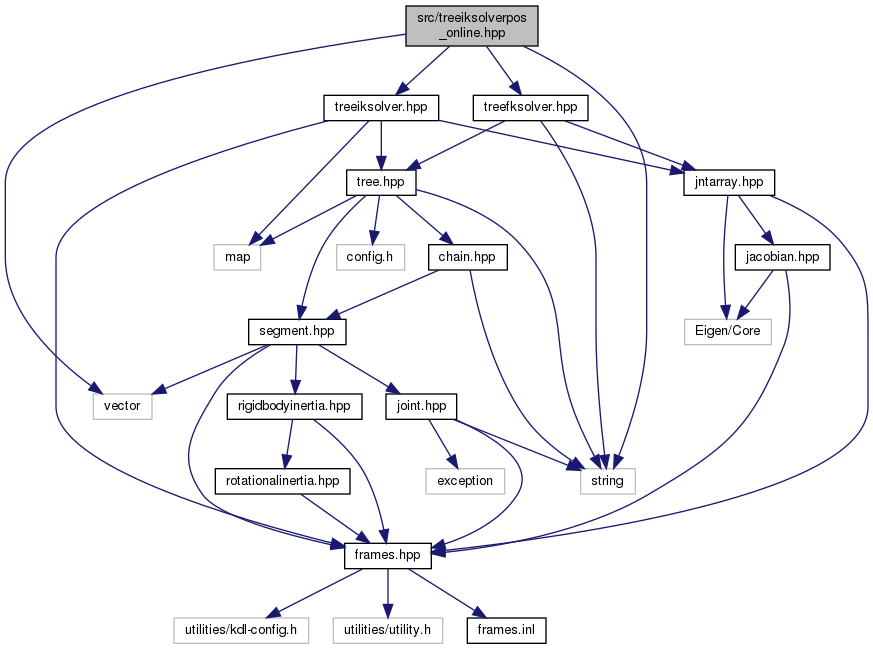 src/treeiksolverpos
_online.hpp
treeiksolver.hpp
treefksolver.hpp
tree.hpp
jntarray.hpp
map
config.h
chain.hpp
jacobian.hpp
segment.hpp
Eigen/Core
vector
rigidbodyinertia.hpp
joint.hpp
rotationalinertia.hpp
exception
string
frames.hpp
utilities/kdl-config.h
utilities/utility.h
frames.inl